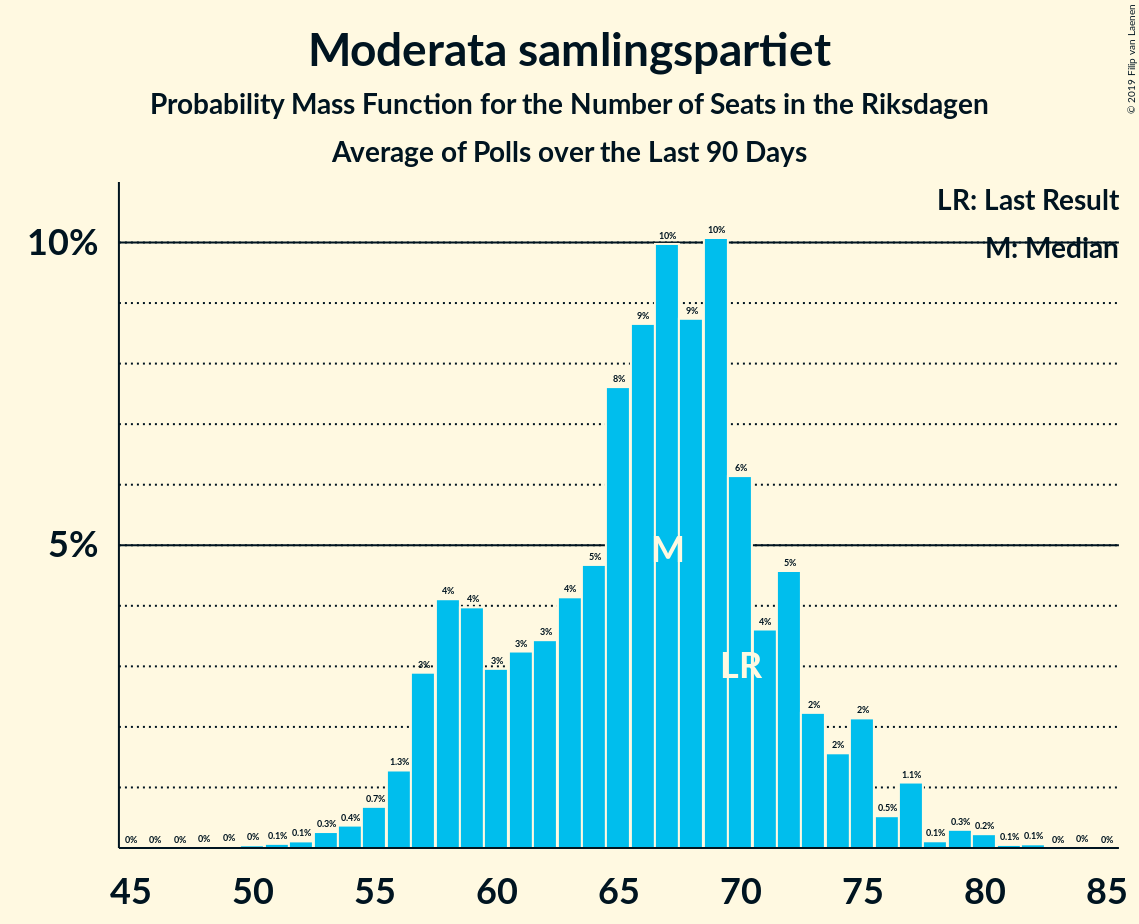 © 2019 Filip van Laenen
Moderata samlingspartiet
Probability Mass Function for the Number of Seats in the Riksdagen
Average of Polls over the Last 90 Days
LR: Last Result
M: Median
10%
5%
0% 0% 0% 0% 0% 0% 0.1% 0.1% 0.3% 0.4% 0.7% 1.3% 3% 4% 4% 3% 3% 3% 4% 5% 8% 9% 10% 9% 10% 6% 4% 5% 2% 2% 2% 0.5% 1.1% 0.1% 0.3% 0.2% 0.1% 0.1% 0% 0% 0%
M
LR
45 50 55 60 65 70 75 80 85